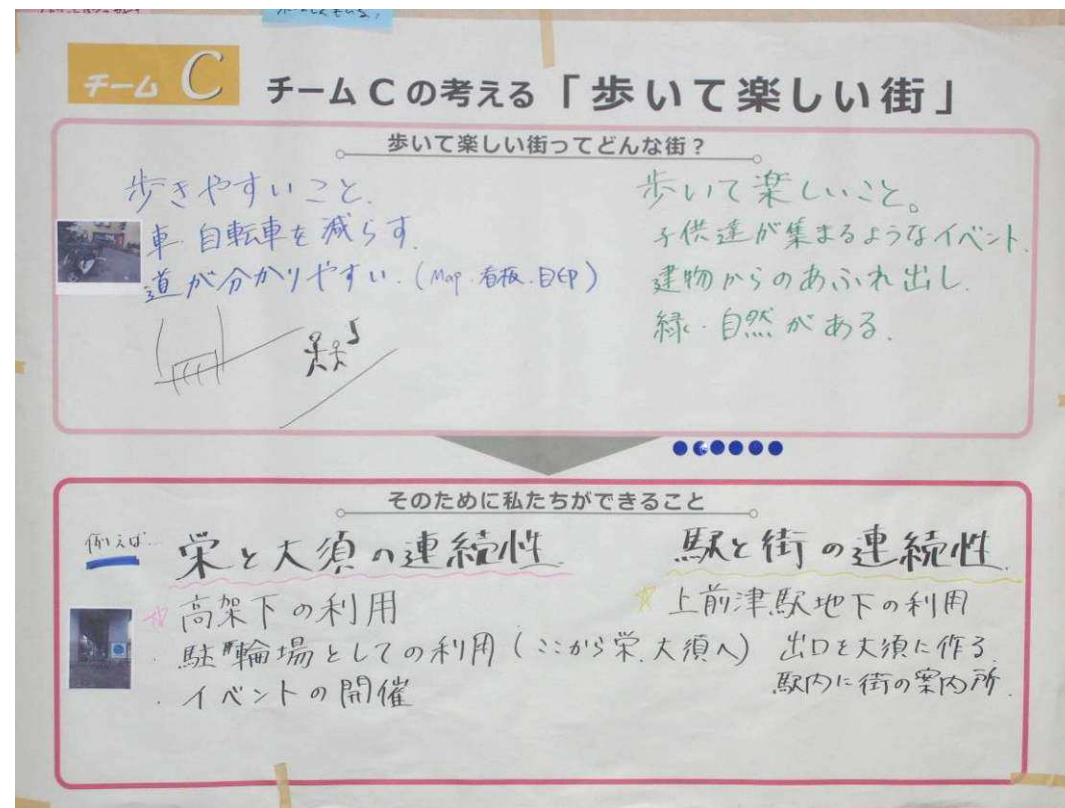 チーム C
チームCの考える「歩いて楽しい街」
歩いて楽しい街ってどんな街？
歩きやすいこと.
車 自転車を減らす.
道が分かりやすい.(Map.看板.目印)
歩いて楽しいこと。
子供達が集まるようなイベント.
建物からのあふれ出し.
緑・自然がある.
そのために私たちができること
例えば…
栄と大須の連続性
高架下の利用
駐輪場としての利用(ここから栄.大須へ)
・イベントの開催
駅と街の連続性.
上前津駅地下の利用
出口を大須に作る.
駅内に街の案内所.